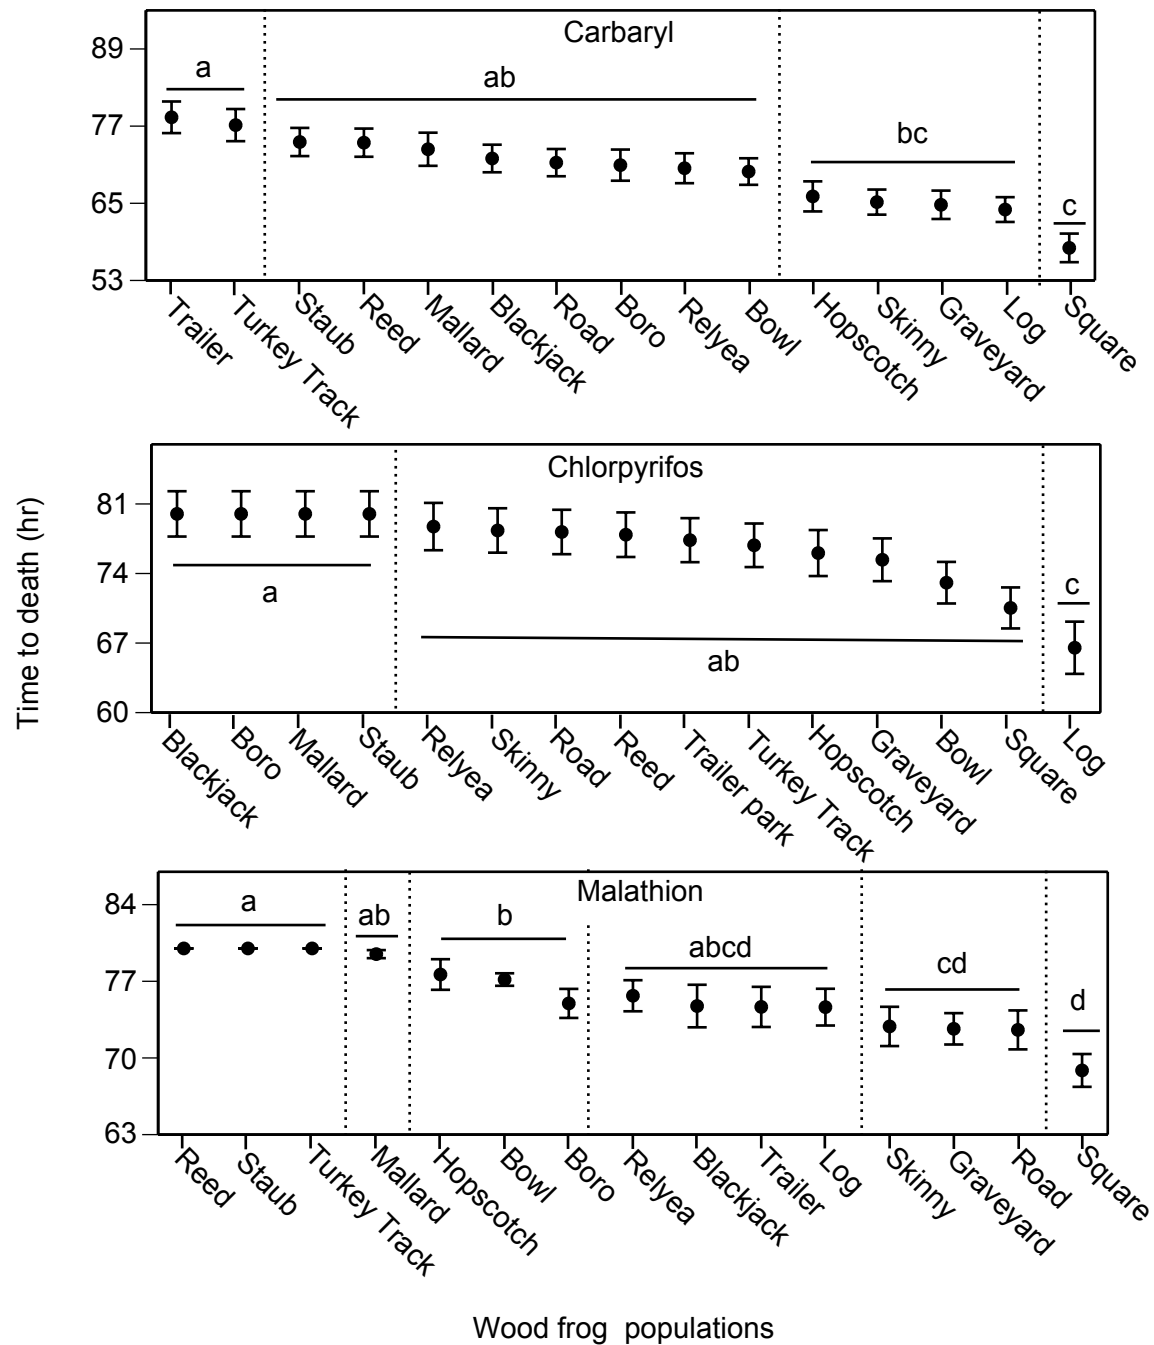 Carbaryl
89
77
65
53
a
ab
bc
c
Trailer
Turkey Track
Staub
Reed
Mallard
Blackjack
Road
Boro
Relyea
Bowl
Hopscotch
Skinny
Graveyard
Log
Square
Time to death (hr)
Chlorpyrifos
81
74
67
60
a
ab
c
Blackjack
Boro
Mallard
Staub
Relyea
Skinny
Road
Reed
Trailer park
Turkey Track
Hopscotch
Graveyard
Bowl
Square
Log
Malathion
84
77
70
63
a
ab
b
abcd
cd
d
Reed
Staub
Turkey Track
Mallard
Hopscotch
Bowl
Boro
Relyea
Blackjack
Trailer
Log
Skinny
Graveyard
Road
Square
Wood frog populations